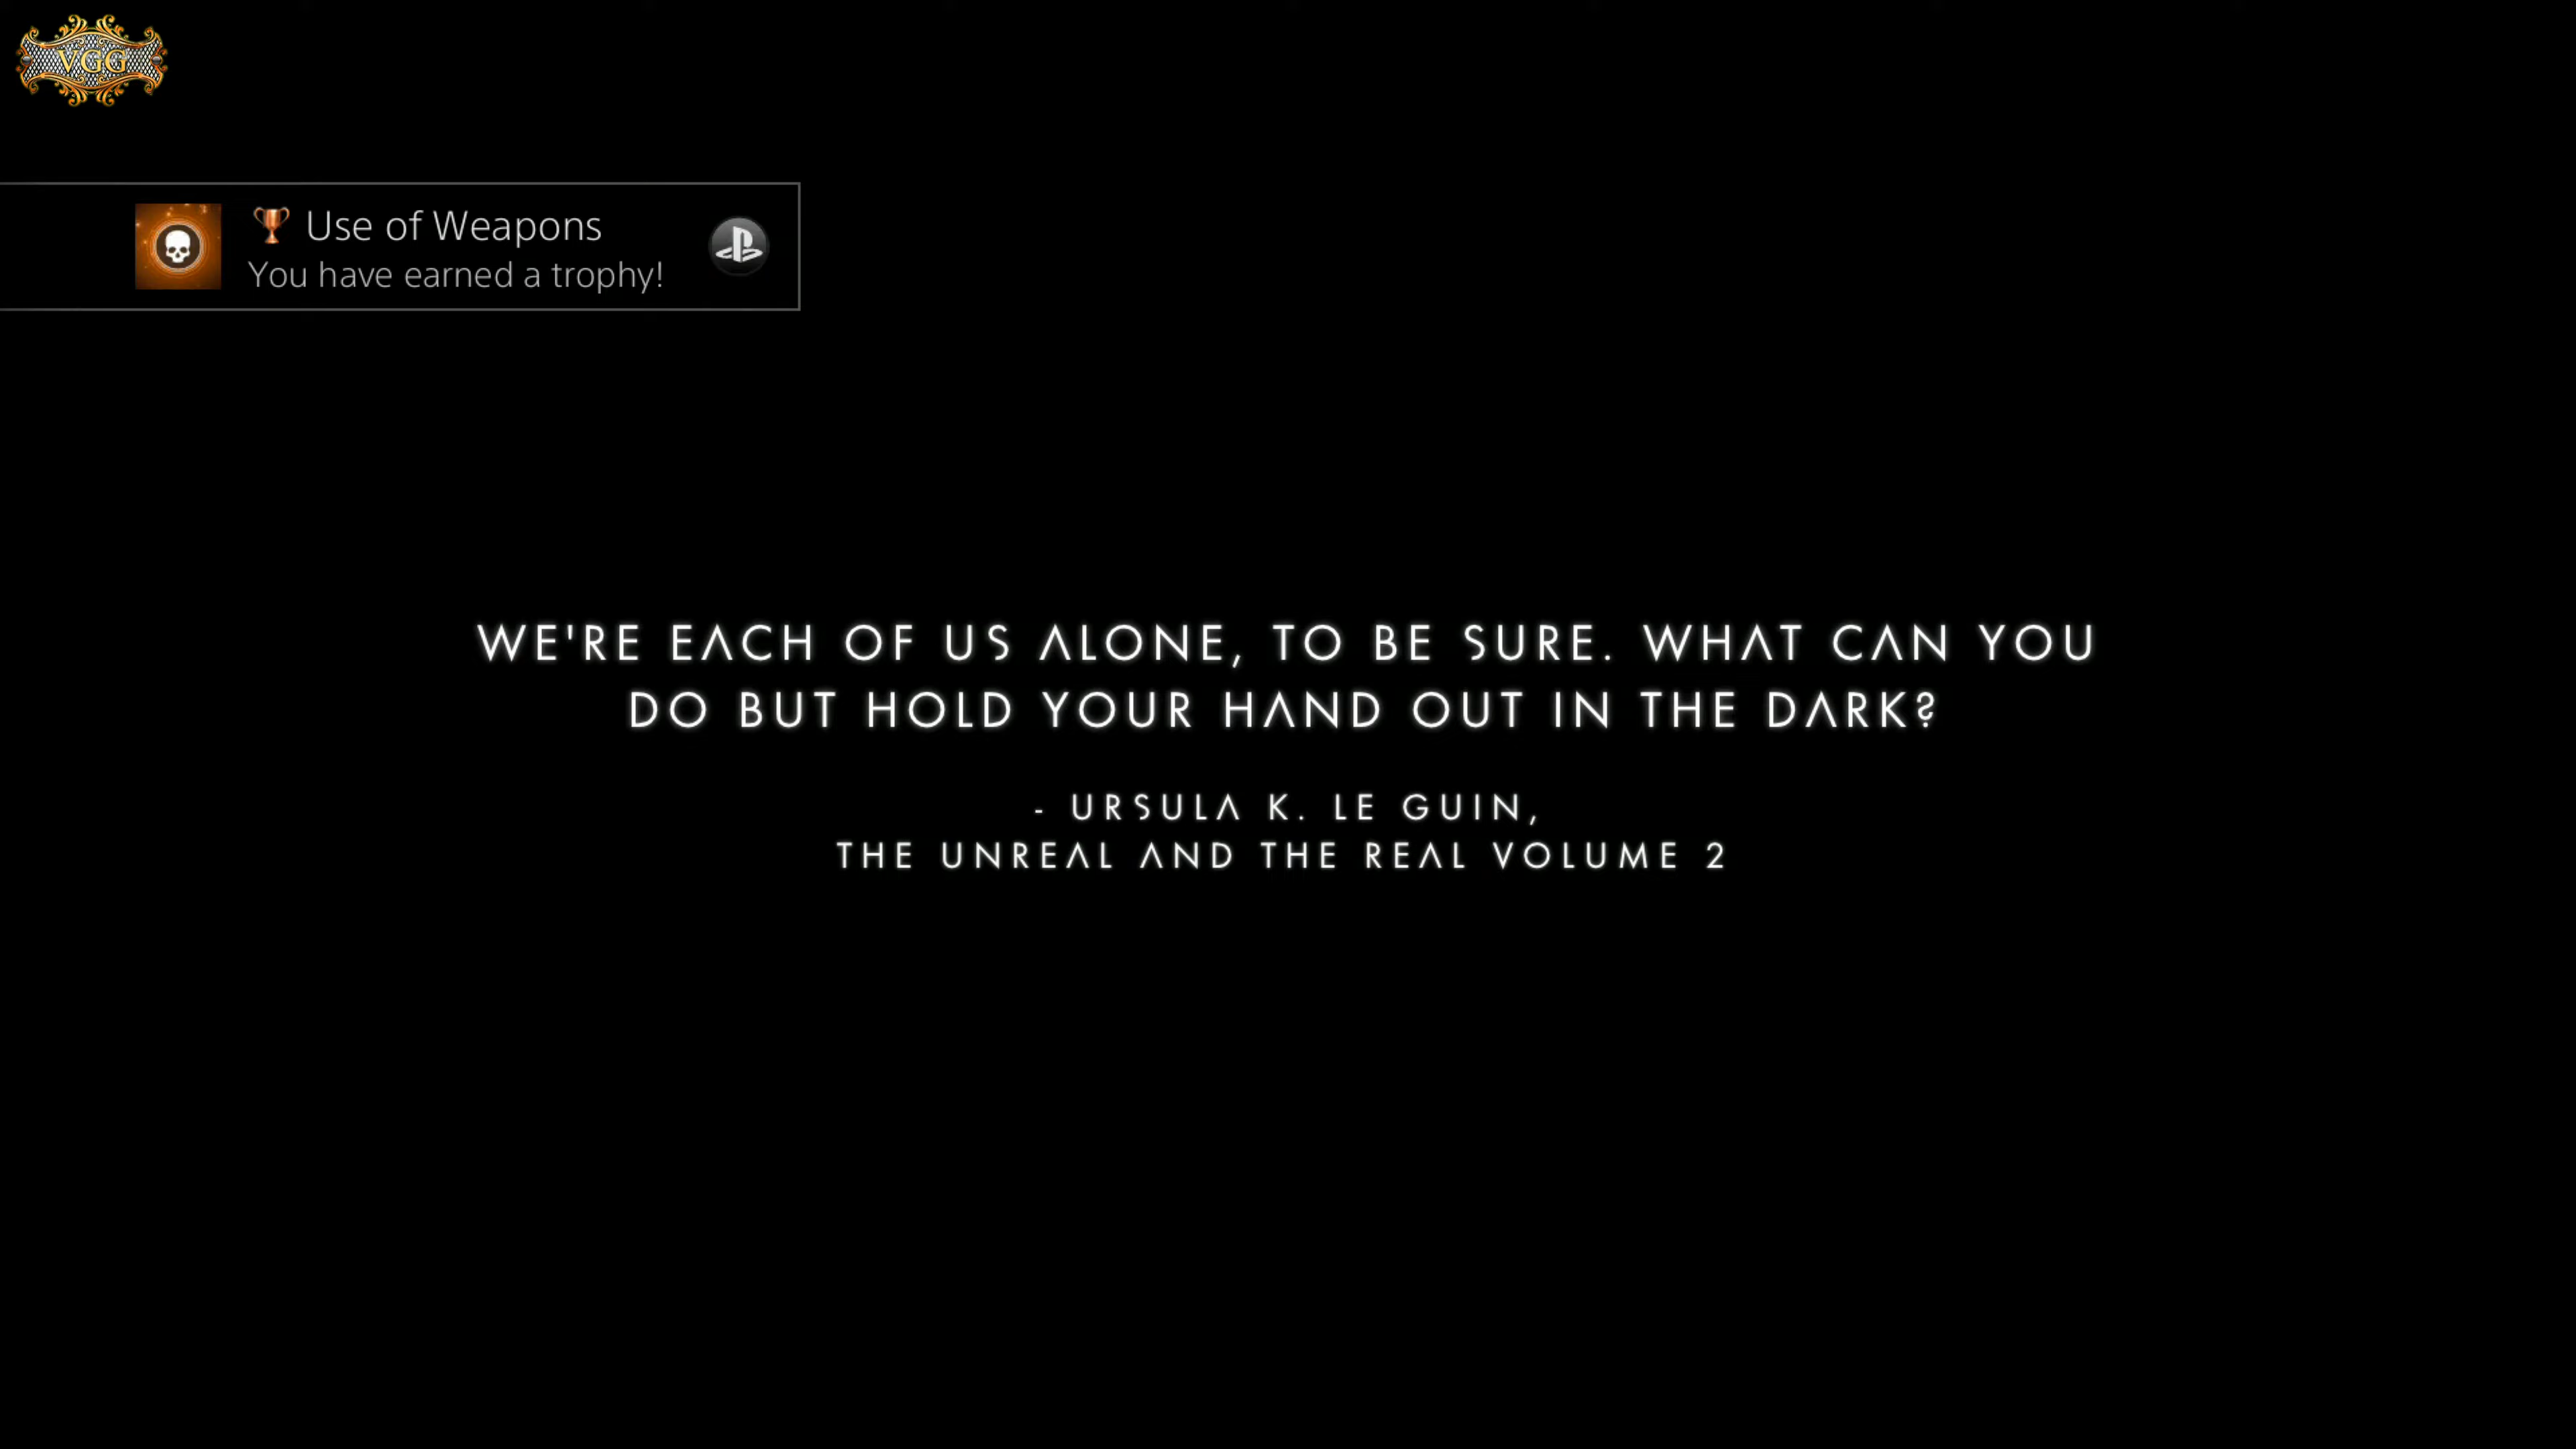 VGG
Use of Weapons
You have earned a trophy!
WE'RE EACH OF US ALONE, TO BE SURE. WHAT CAN YOU
DO BUT HOLD YOUR HAND OUT IN THE DARK?
- URSULA K. LE GUIN,
THE UNREAL AND THE REAL VOLUME 2